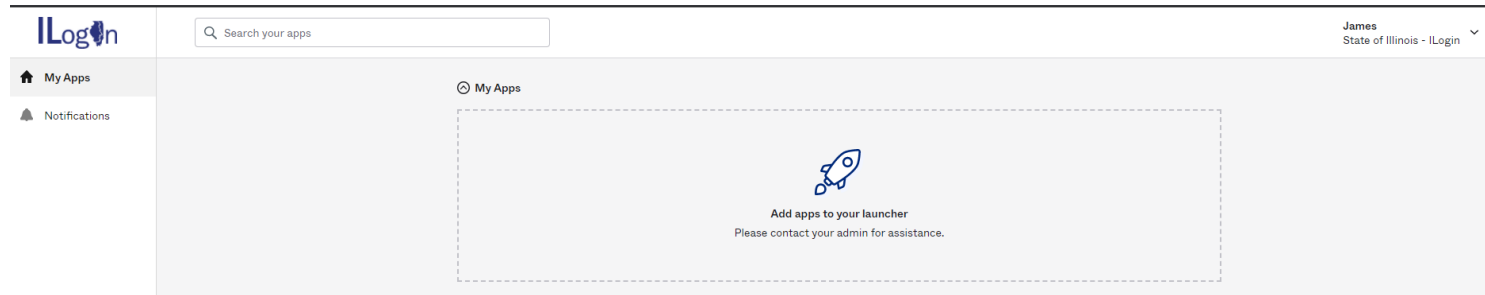 ILogin
Search your apps
James
State of Illinois - ILogin
My Apps
Notifications
My Apps
Add apps to your launcher
Please contact your admin for assistance.